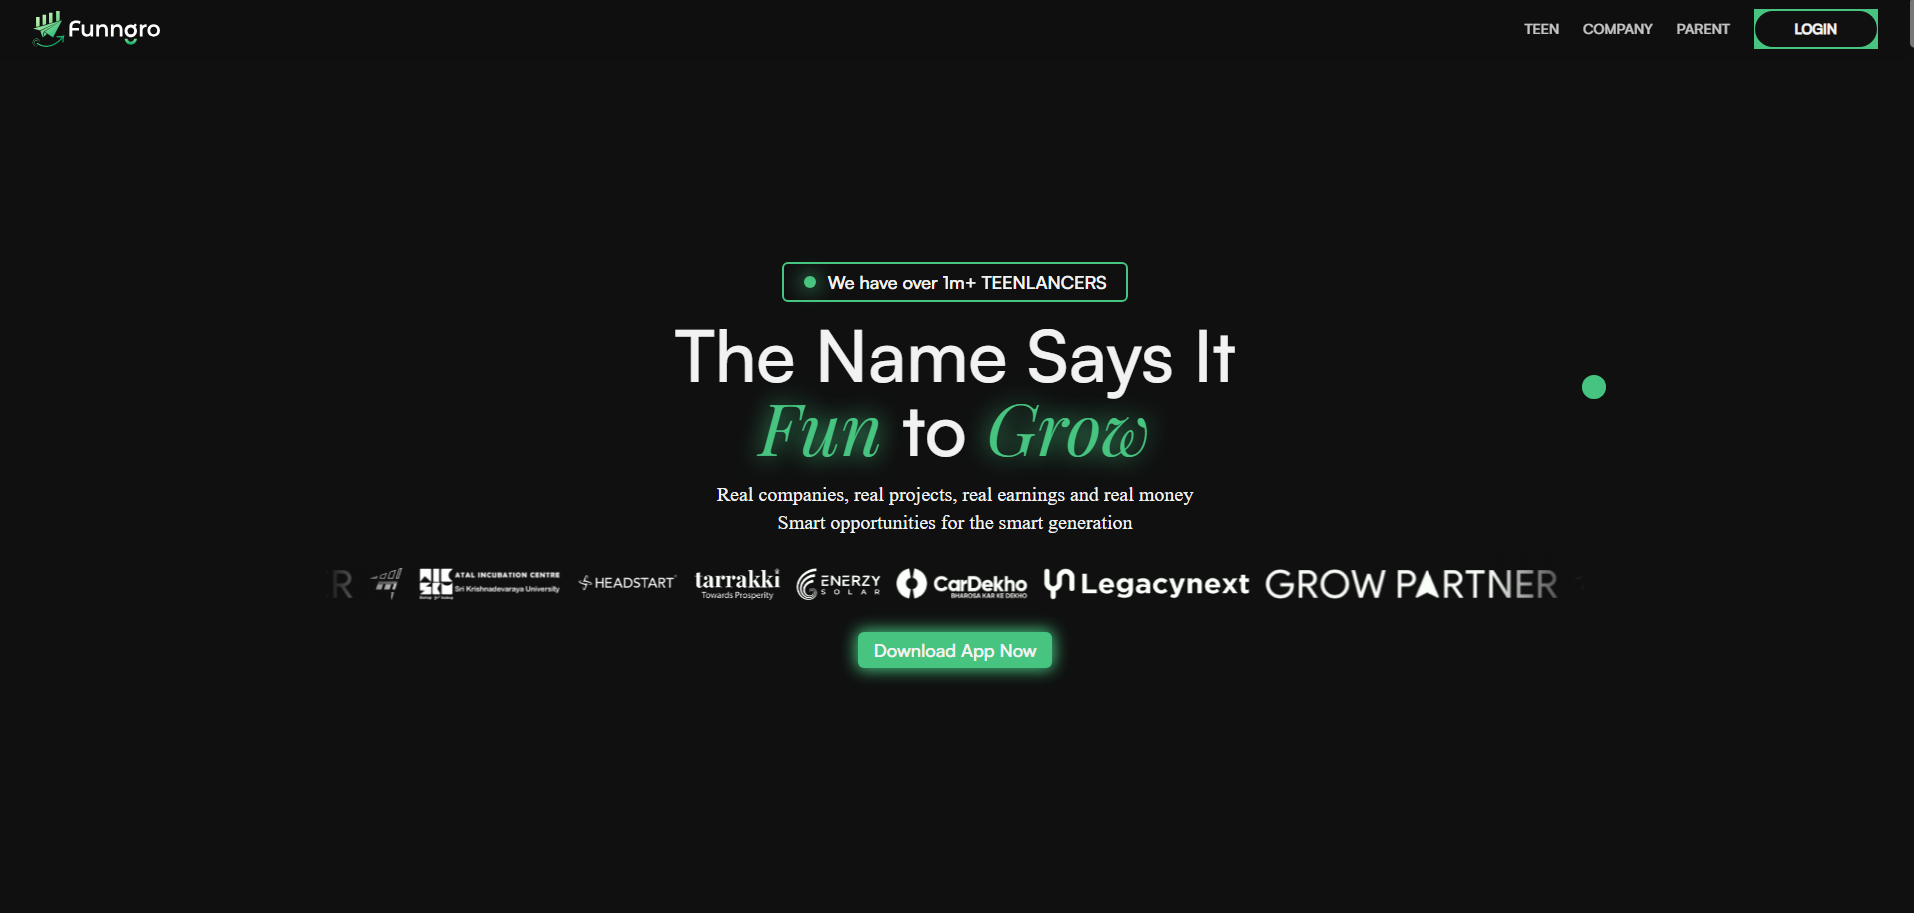 Funngro
TEEN COMPANY PARENT LOGIN
We have over 1m+ TEENLANCERS
The Name Says It
Fun to Grow
Real companies, real projects, real earnings and real money
Smart opportunities for the smart generation
R ATAL INCUBATION CENTRE HEADSTART tarrakki ENERZY CarDekho Legacynext GROW PARTNER
Sri Krishnadevaraya University Towards Prosperity SOLAR BHAROSA KAR KE DEKHO
Download App Now